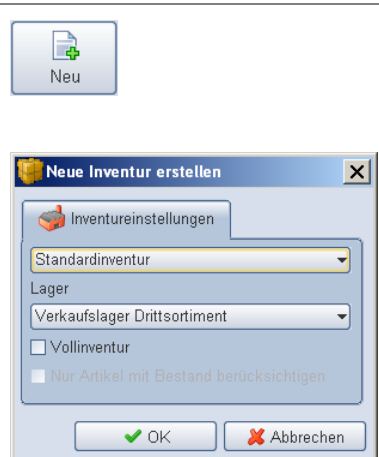 Neu
Neue Inventur erstellen
Inventureinstellungen
Standardinventur
Lager
Verkaufslager Drittsortiment
Vollinventur
Nur Artikel mit Bestand berücksichtigen
OK Abbrechen